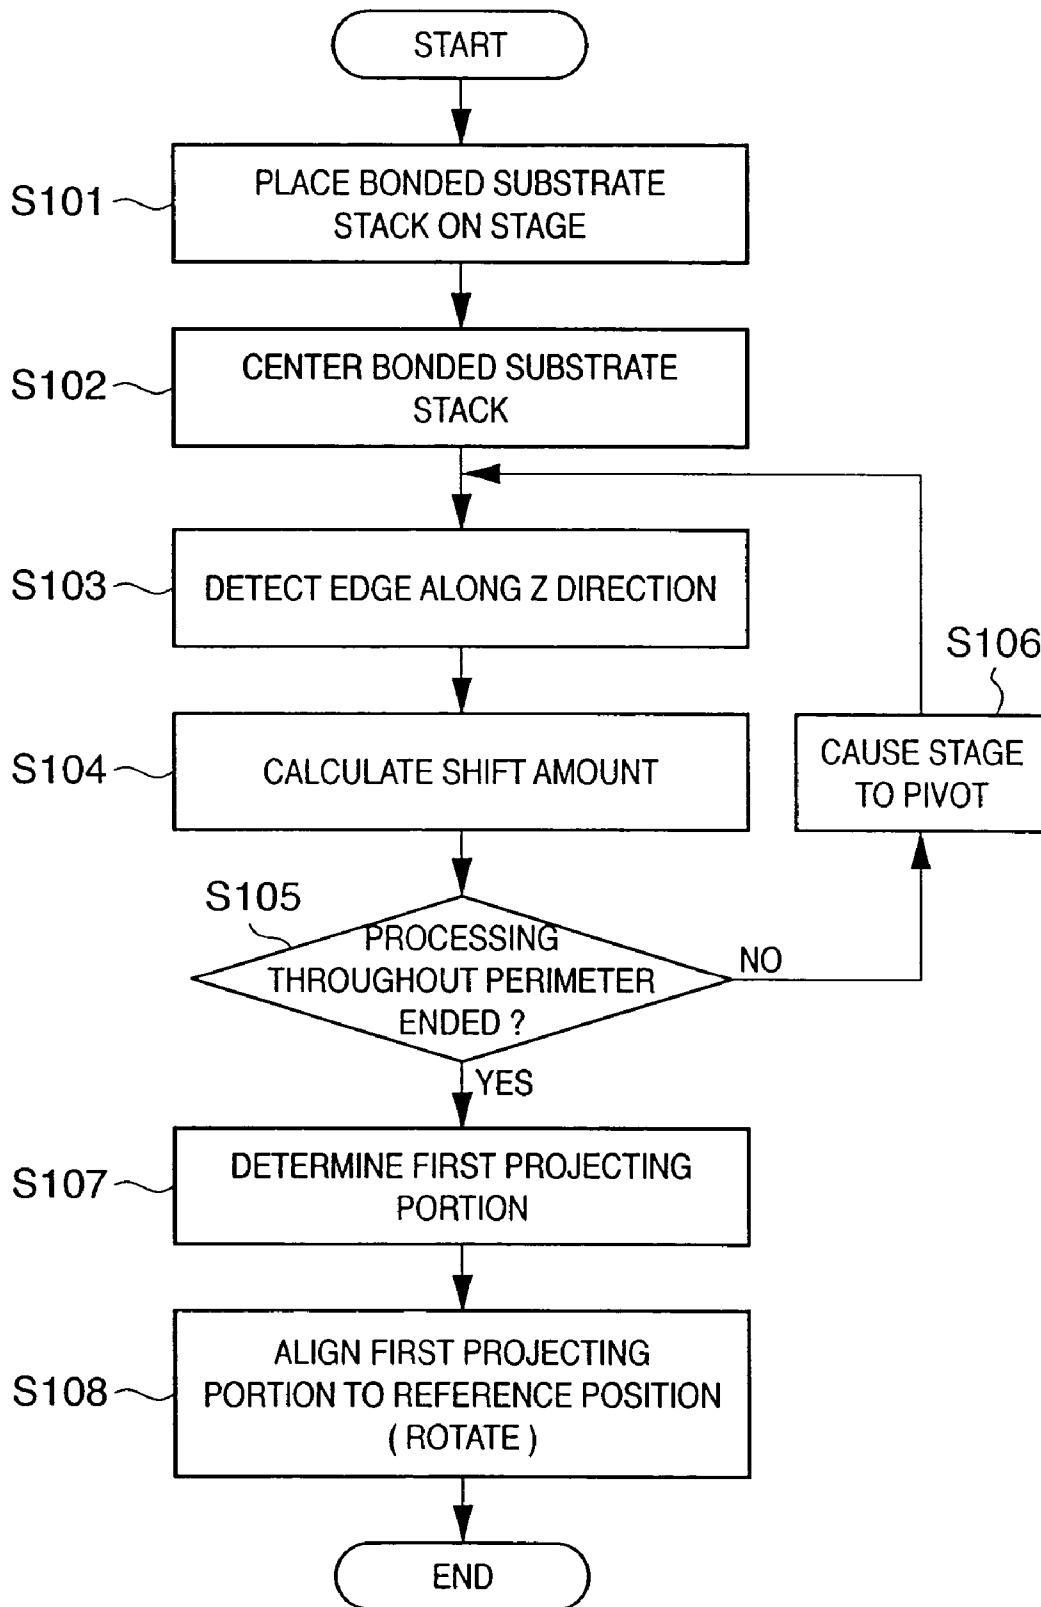 START
S101
PLACE BONDED SUBSTRATE
STACK ON STAGE
S102
CENTER BONDED SUBSTRATE
STACK
S103
DETECT EDGE ALONG Z DIRECTION
S106
CAUSE STAGE
TO PIVOT
S104
CALCULATE SHIFT AMOUNT
S105
PROCESSING
THROUGHOUT PERIMETER
ENDED ?
NO
YES
S107
DETERMINE FIRST PROJECTING
PORTION
S108
ALIGN FIRST PROJECTING
PORTION TO REFERENCE POSITION
( ROTATE )
END